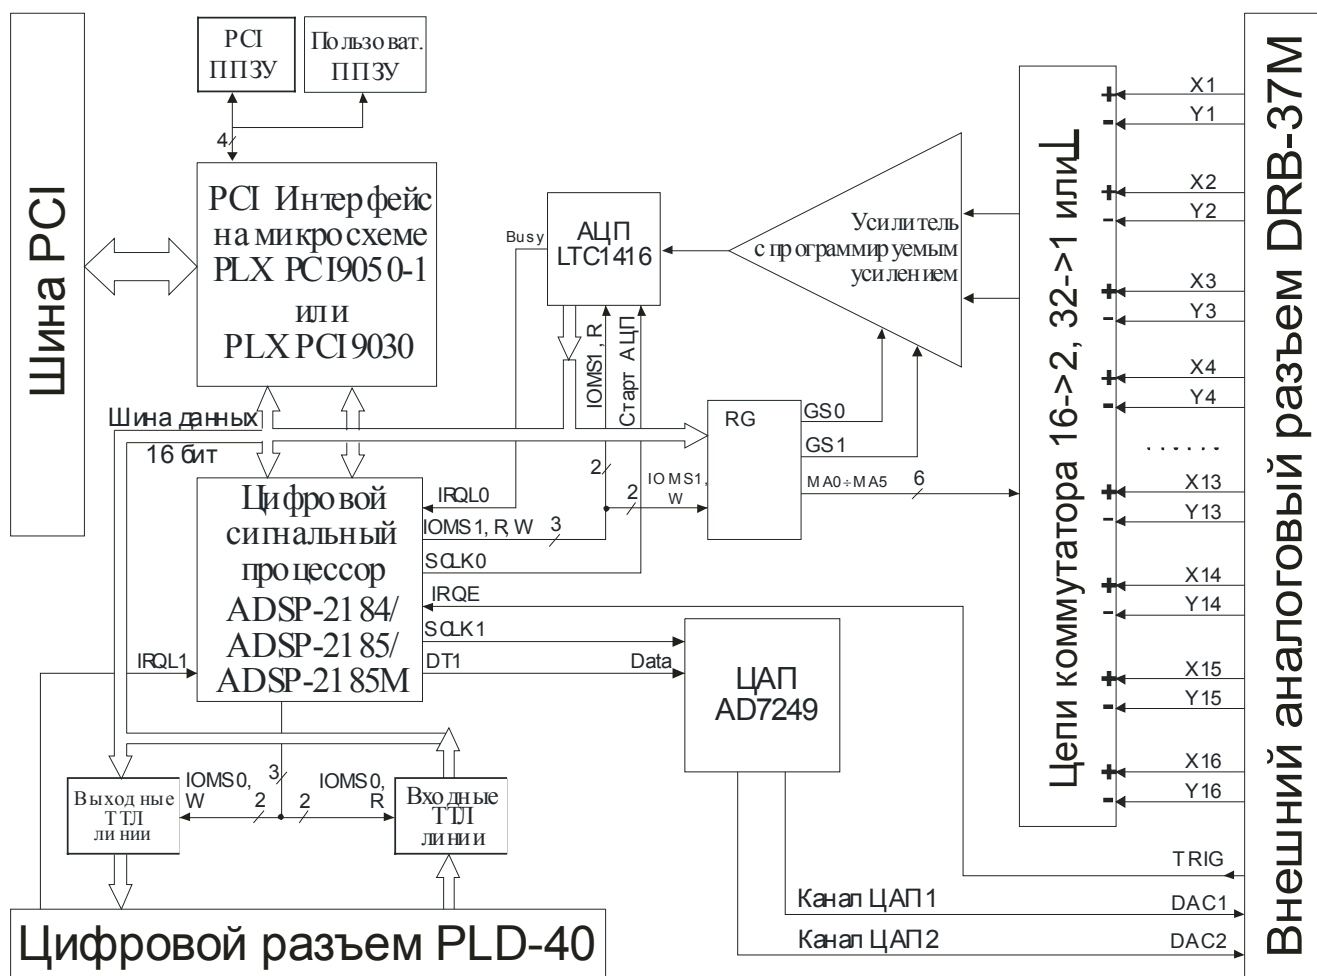 Шина PCI
PCI
ППЗУ
Пользоват.
ППЗУ
4
PCI Интерфейс
на микросхеме
PLX PCI9050-1
или
PLX PCI9030
Шина данных
16 бит
Цифровой
сигнальный
процессор
ADSP-2184/
ADSP-2185/
ADSP-2185M
IRQL1
IRQL0
IOMS1, R, W
3
SCLK0
IRQE
SCLK1
DT1
Data
Busy
АЦП
LTC1416
IOMS1, R
Старт АЦП
2
2
IOMS1,
W
RG
GS0
GS1
MA0÷MA5
6
Усилитель
с программируемым
усилением
Цепи коммутатора 16->2, 32->1 или
+
-
+
-
+
-
+
-
+
-
+
-
+
-
+
-
X1
Y1
X2
Y2
X3
Y3
X4
Y4
......
X13
Y13
X14
Y14
X15
Y15
X16
Y16
TRIG
DAC1
DAC2
Внешний аналоговый разъем DRB-37M
ЦАП
AD7249
Канал ЦАП1
Канал ЦАП2
3
IOMS0,
W
2
2
IOMS0,
R
Выходные
ТТЛ
линии
Входные
ТТЛ
линии
Цифровой разъем PLD-40